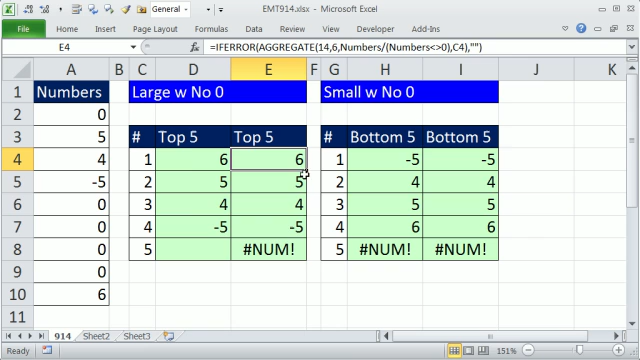 EMT914.xlsx - Microsoft Excel
General
File Home Insert Page Layout Formulas Data Review View Developer Add-Ins
E4 fx =IFERROR(AGGREGATE(14,6,Numbers/(Numbers<>0),C4),"")
A B C D E F G H I J K
1 Numbers Large w No 0 Small w No 0
2 0
3 5 # Top 5 Top 5 # Bottom 5 Bottom 5
4 4 1 6 6 1 -5 -5
5 -5 2 5 5 2 4 4
6 0 3 4 4 3 5 5
7 0 4 -5 -5 4 6 6
8 0 5 #NUM! 5 #NUM! #NUM!
9 0
10 6
11
914 Sheet2 Sheet3
Ready 151%